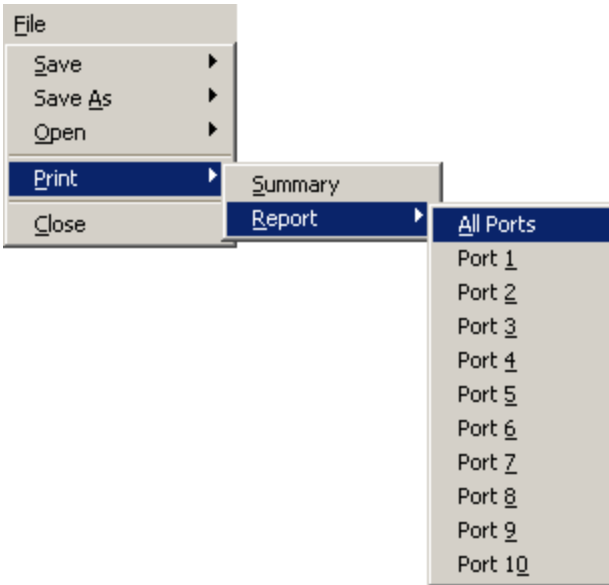 File
Save
Save As
Open
Print
Close
Summary
Report
All Ports
Port 1
Port 2
Port 3
Port 4
Port 5
Port 6
Port 7
Port 8
Port 9
Port 10